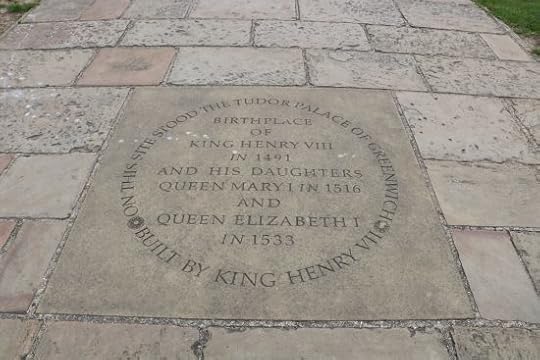 ON THIS SITE STOOD THE TUDOR PALACE OF GREENWICH
BIRTHPLACE
OF
KING HENRY VIII
IN 1491
AND HIS DAUGHTERS
QUEEN MARY I IN 1516
AND
QUEEN ELIZABETH I
IN 1533
BUILT BY KING HENRY VII